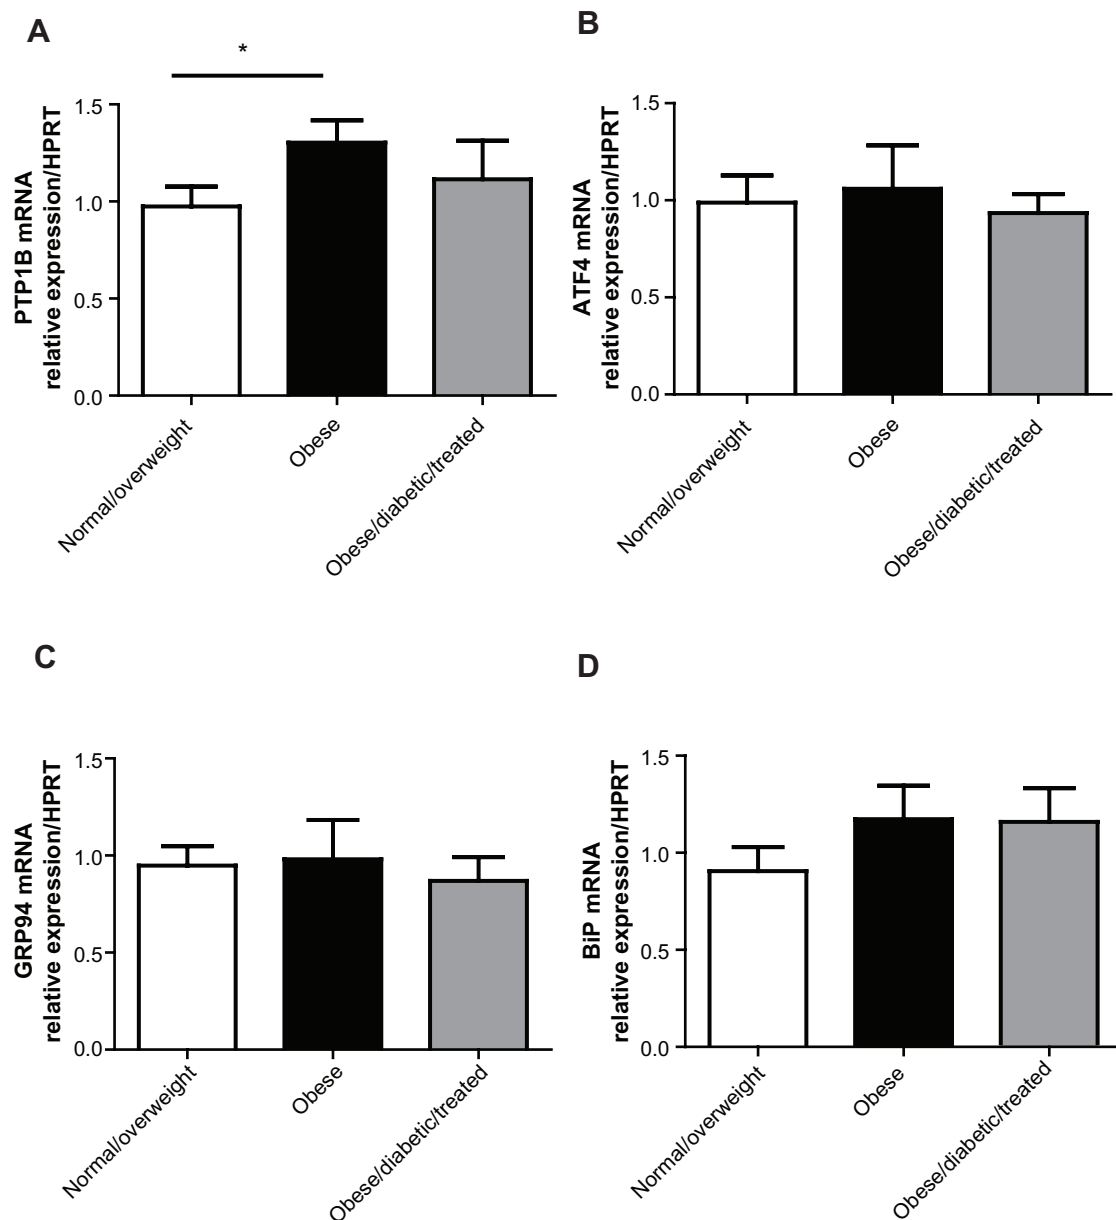 A
*
PTP1B mRNA
relative expression/HPRT
1.5
1.0
0.5
0.0
Normal/overweight
Obese
Obese/diabetic/treated
B
ATF4 mRNA
relative expression/HPRT
1.5
1.0
0.5
0.0
Normal/overweight
Obese
Obese/diabetic/treated
C
GRP94 mRNA
relative expression/HPRT
1.5
1.0
0.5
0.0
Normal/overweight
Obese
Obese/diabetic/treated
D
BiP mRNA
relative expression/HPRT
1.5
1.0
0.5
0.0
Normal/overweight
Obese
Obese/diabetic/treated